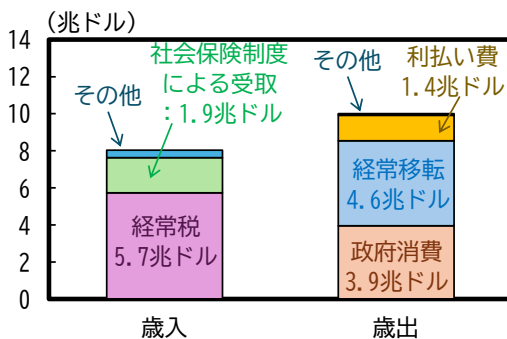 (兆ドル)
14
12
10
8
6
4
2
0
社会保険制度
による受取
：1.9兆ドル
その他
経常税
5.7兆ドル
その他
利払い費
1.4兆ドル
経常移転
4.6兆ドル
政府消費
3.9兆ドル
歳入
歳出